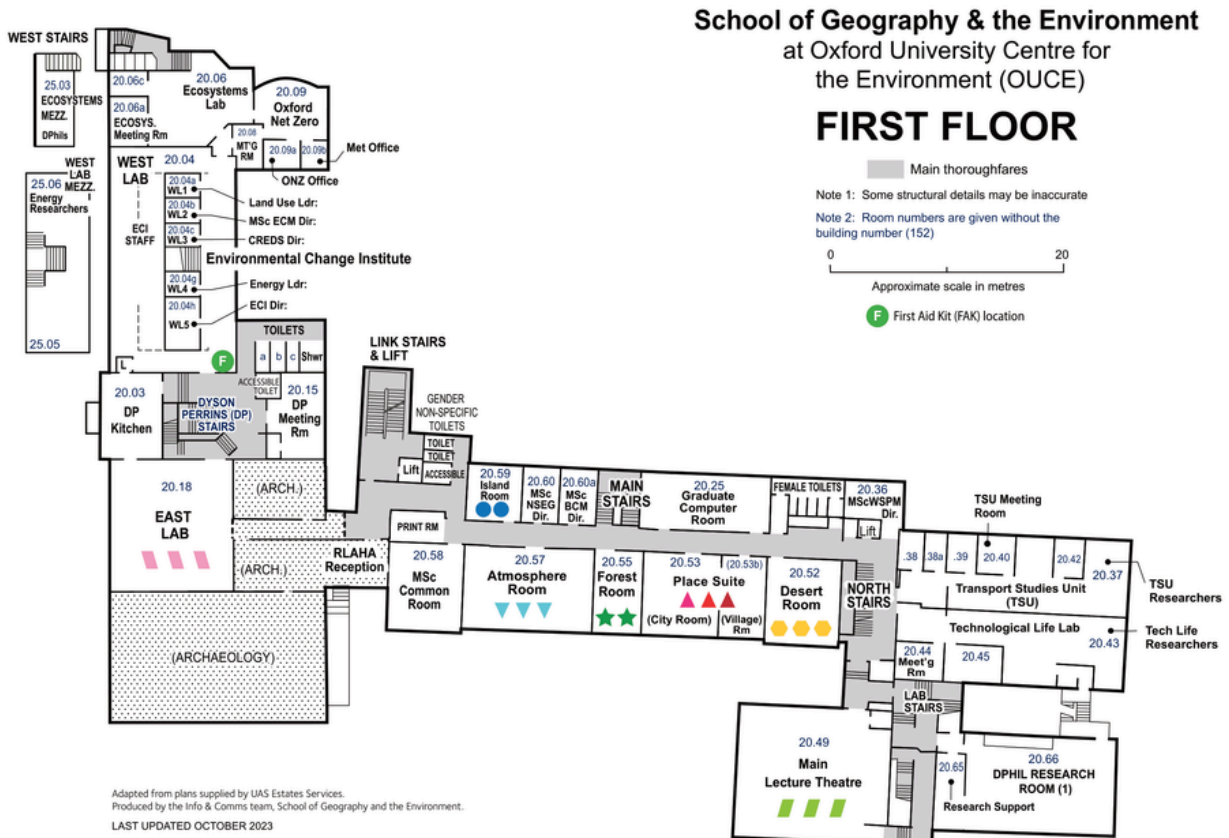 School of Geography & the Environment
at Oxford University Centre for
the Environment (OUCE)
FIRST FLOOR
Main thoroughfares
Note 1: Some structural details may be inaccurate
Note 2: Room numbers are given without the
building number (152)
0
20
Approximate scale in metres
F
First Aid Kit (FAK) location
WEST STAIRS
25.03
ECOSYSTEMS
MEZZ.
DPhils
20.06c
20.06
Ecosystems
Lab
20.06a
ECOSYS.
Meeting Rm
20.09
Oxford
Net Zero
20.08
MT'G
RM
20.09a
20.09b
Met Office
ONZ Office
WEST
LAB
MEZZ.
25.06
Energy
Researchers
25.05
WEST
LAB
20.04
ECI
STAFF
20.04a
WL1
Land Use Ldr:
20.04b
WL2
MSc ECM Dir:
20.04c
WL3
CREDS Dir:
Environmental Change Institute
20.04g
WL4
Energy Ldr:
20.04h
WL5
ECI Dir:
TOILETS
a
b
c
Shwr
F
L
ACCESSIBLE
TOILET
20.03
DP
Kitchen
DYSON
PERRINS (DP)
STAIRS
20.15
DP
Meeting
Rm
LINK STAIRS
& LIFT
GENDER
NON-SPECIFIC
TOILETS
TOILET
TOILET
ACCESSIBLE
Lift
20.18
EAST
LAB
(ARCH.)
(ARCH.)
RLAHA
Reception
(ARCHAEOLOGY)
PRINT RM
20.59
Island
Room
20.60
MSc
NSEG
Dir.
20.60a
MSc
BCM
Dir.
MAIN
STAIRS
20.25
Graduate
Computer
Room
FEMALE TOILETS
20.36
MScWSPM
Dir.
Lift
20.58
MSc
Common
Room
20.57
Atmosphere
Room
20.55
Forest
Room
20.53
(20.53b)
Place Suite
(City Room)
(Village)
Rm
20.52
Desert
Room
NORTH
STAIRS
TSU Meeting
Room
.38
38a
.39
20.40
20.42
20.37
TSU
Researchers
Transport Studies Unit
(TSU)
Technological Life Lab
20.43
Tech Life
Researchers
20.44
Meet'g
Rm
20.45
LAB
STAIRS
20.49
Main
Lecture Theatre
20.65
Research Support
20.66
DPHIL RESEARCH
ROOM (1)
Adapted from plans supplied by UAS Estates Services.
Produced by the Info & Comms team, School of Geography and the Environment.
LAST UPDATED OCTOBER 2023